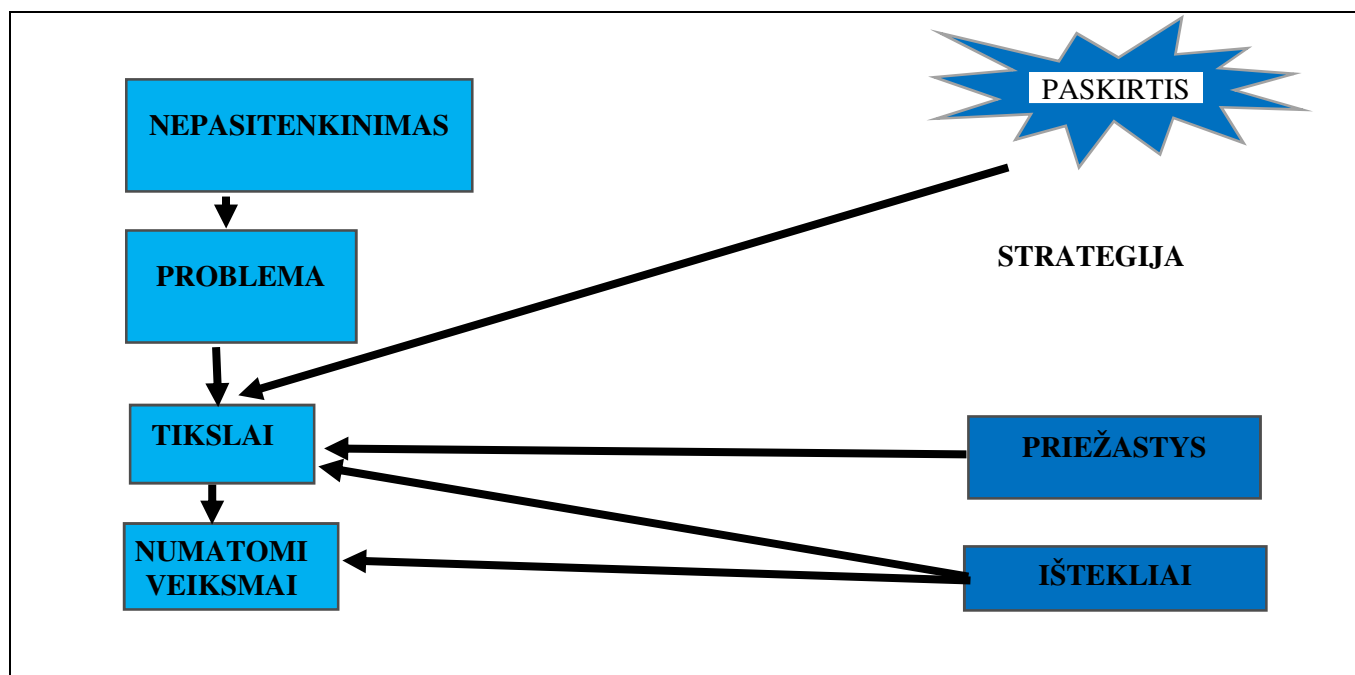 PASKIRTIS
NEPASITENKINIMAS
STRATEGIJA
PROBLEMA
TIKSLAI
PRIEŽASTYS
NUMATOMI
VEIKSMAI
IŠTEKLIAI